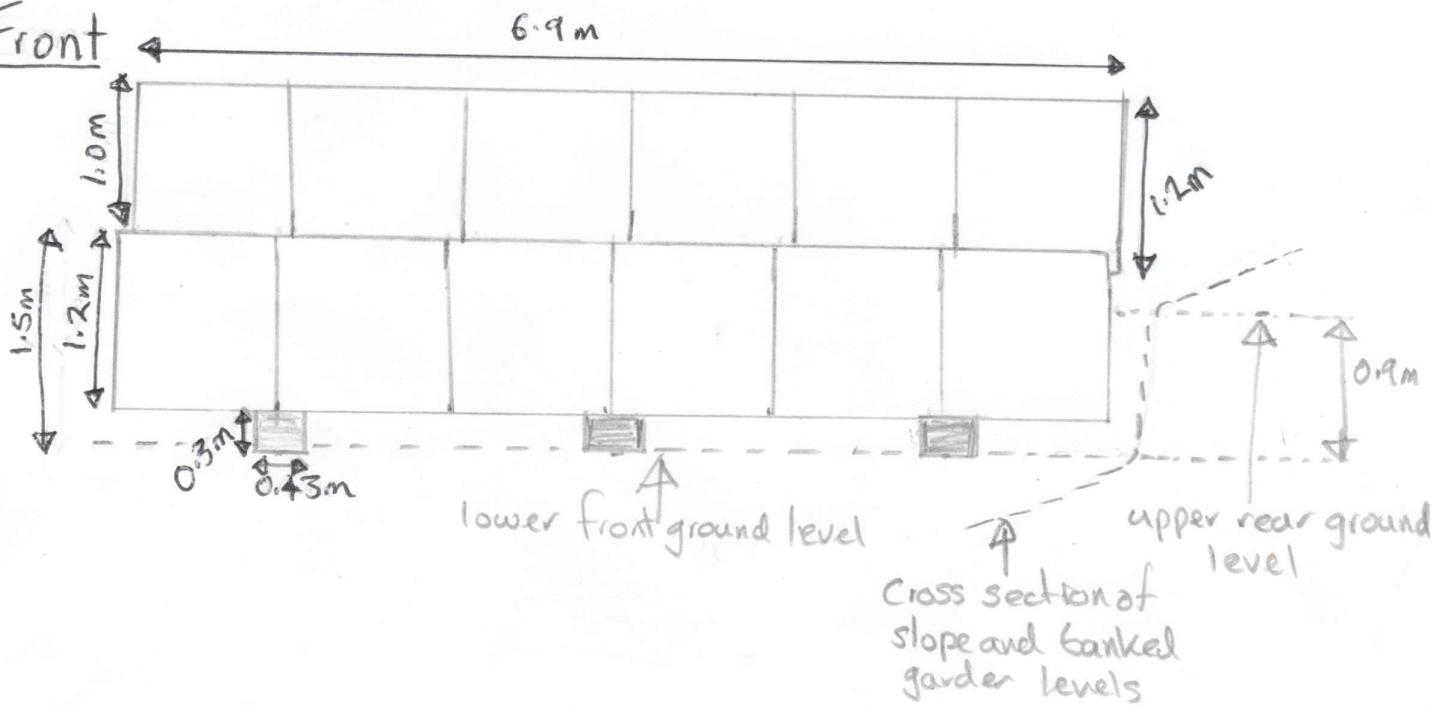 Front
6.9m
1.0m
1.2m
1.5m
1.2m
0.9m
0.3m
0.43m
lower front ground level
upper rear ground
level
Cross section of
slope and banked
garden levels